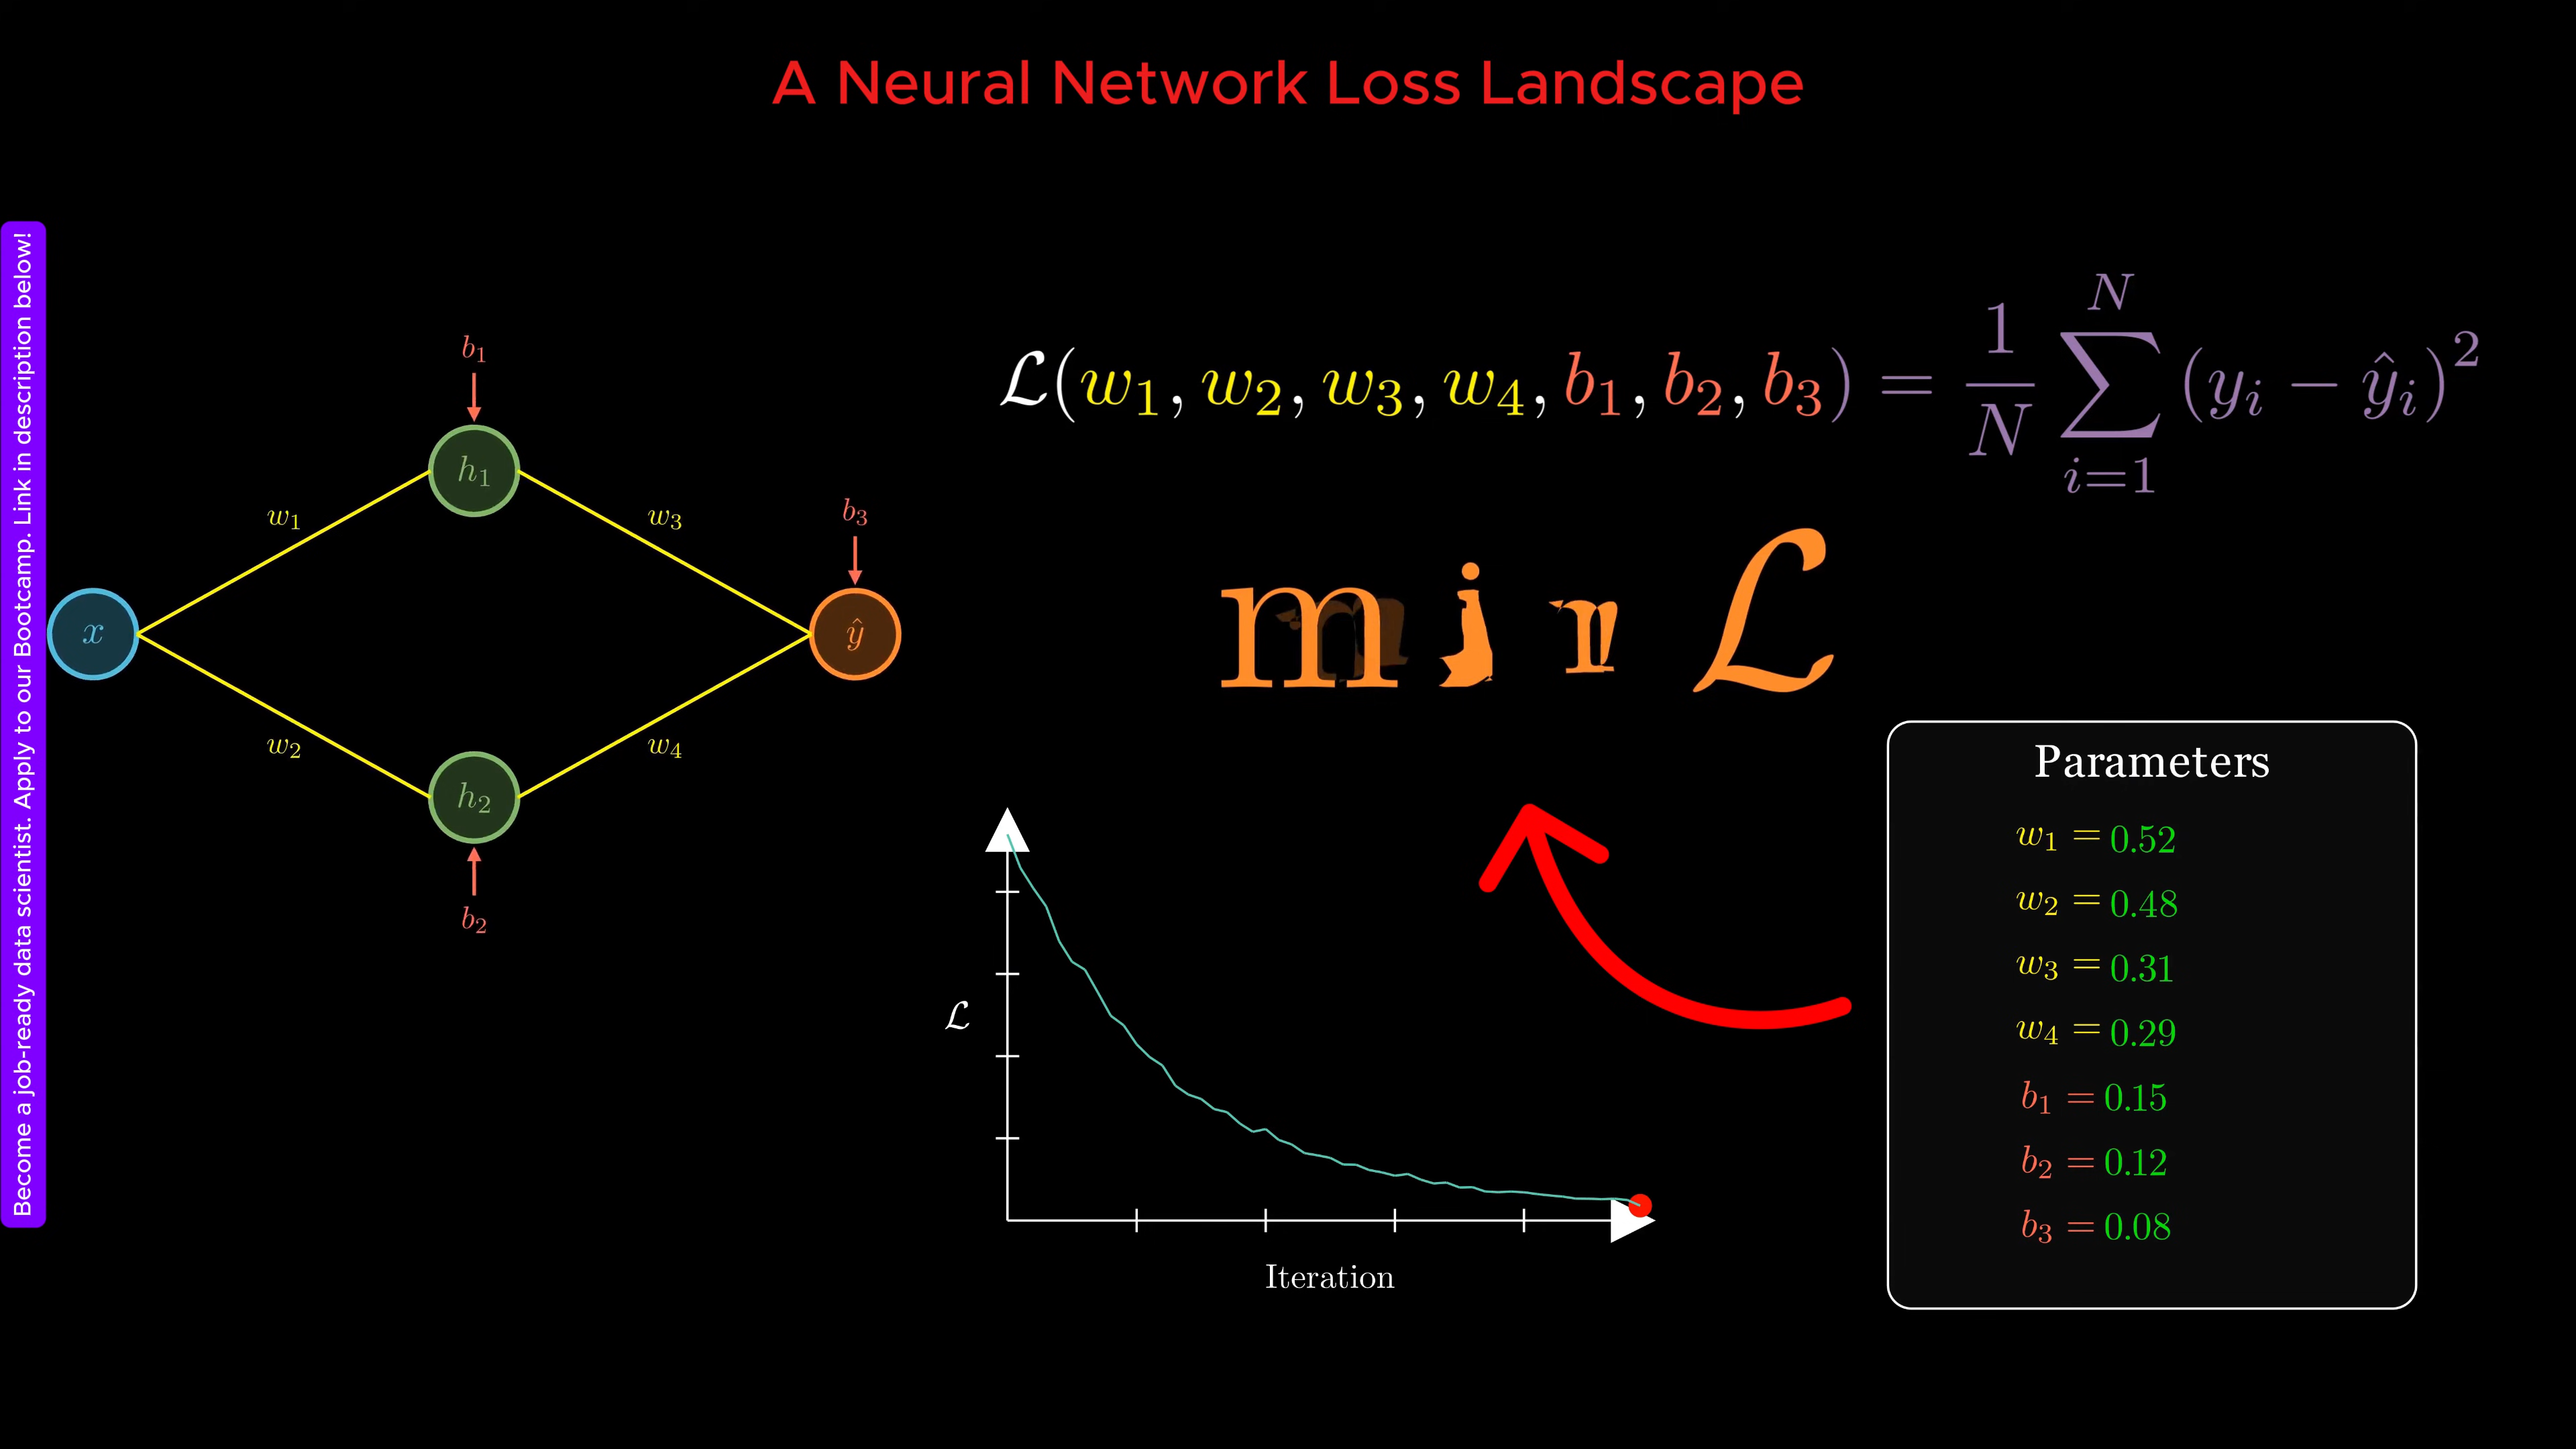 A Neural Network Loss Landscape
Become a job-ready data scientist. Apply to our Bootcamp. Link in description below!
b₁
h₁
w₁
w₃
b₃
x
ŷ
w₂
w₄
h₂
b₂
ℒ(w₁, w₂, w₃, w₄, b₁, b₂, b₃) = 1/N ∑ᵢ₌₁ᴺ (yᵢ − ŷᵢ)²
ℒ
ℒ
Iteration
Parameters
w₁ = 0.52
w₂ = 0.48
w₃ = 0.31
w₄ = 0.29
b₁ = 0.15
b₂ = 0.12
b₃ = 0.08